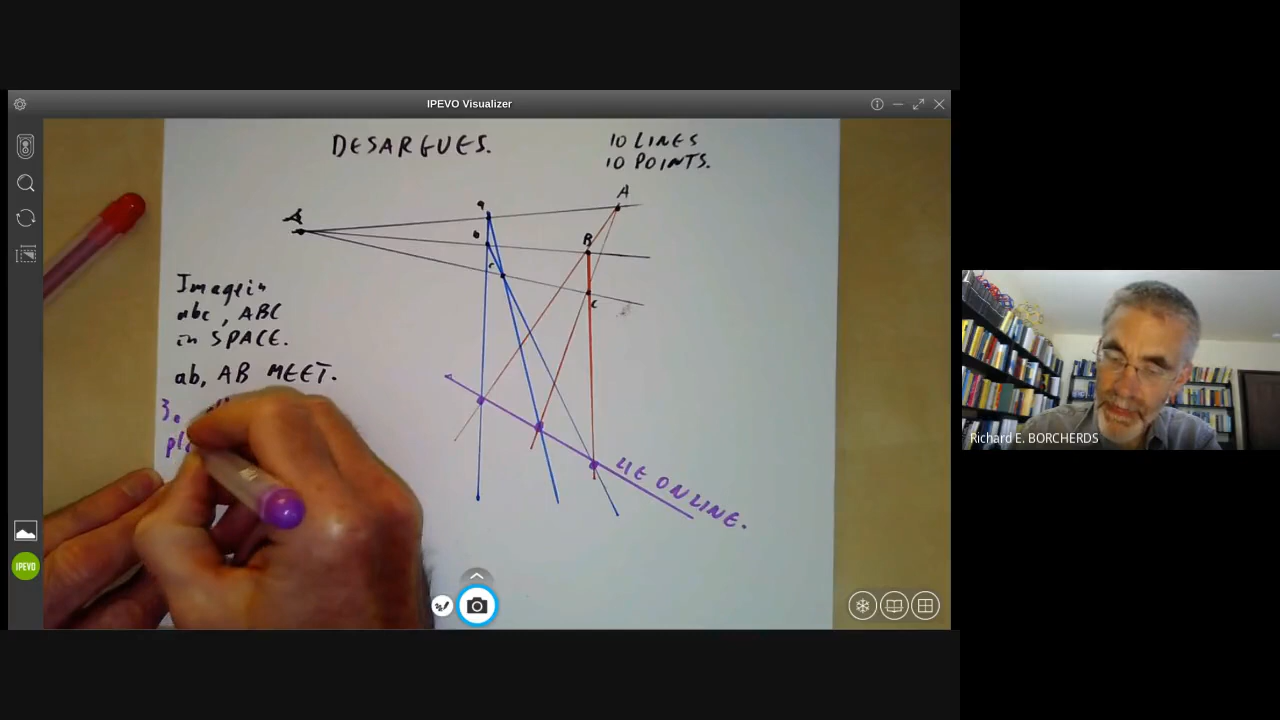 IPEVO Visualizer
DESARGUES.
10 LINES
10 POINTS.
A
a
b
B
c
C
Imagin
abc, ABC
in SPACE.
ab, AB MEET.
LIE ON LINE.
IPEVO
Richard E. BORCHERDS